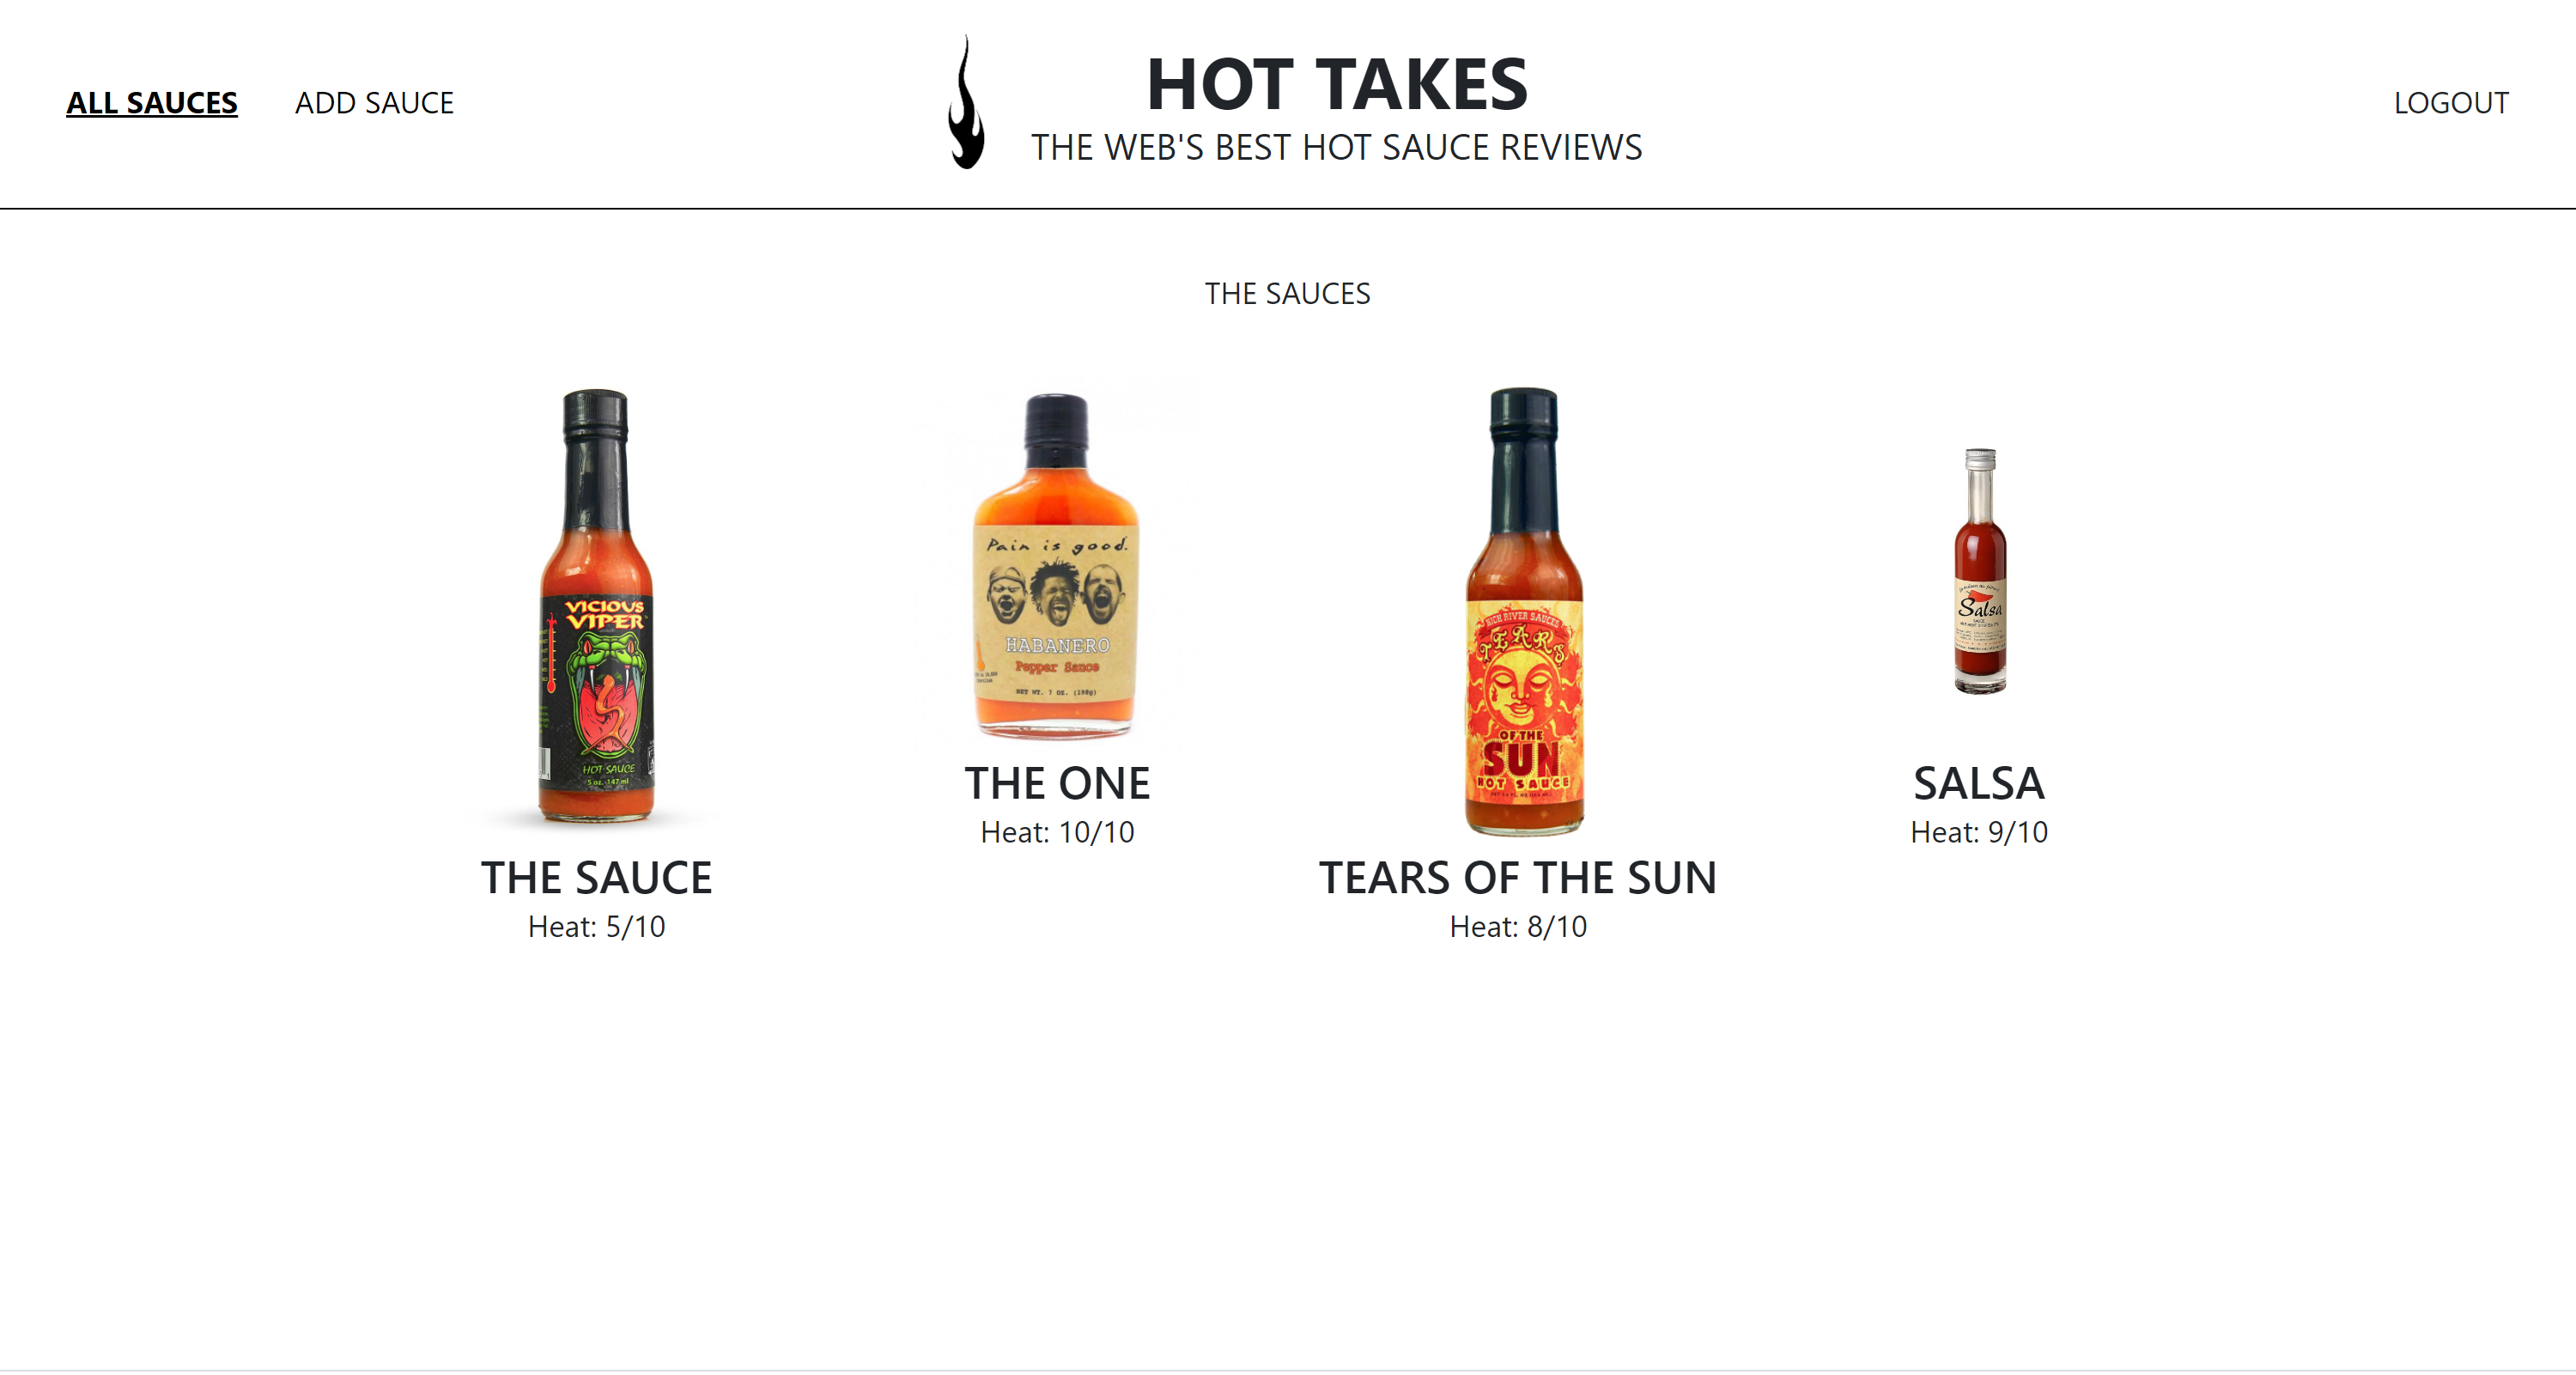 ALL SAUCES
ADD SAUCE
HOT TAKES
THE WEB'S BEST HOT SAUCE REVIEWS
LOGOUT
THE SAUCES
VICIOUS
VIPER
HOT SAUCE
5 oz. 147 ml
THE SAUCE
Heat: 5/10
Pain is good.
HABANERO
Pepper Sauce
NET WT. 7 OZ. (198g)
THE ONE
Heat: 10/10
RICH RIVER SAUCES
TEARS
OF THE
SUN
HOT SAUCE
TEARS OF THE SUN
Heat: 8/10
Salsa
SAUCE
SALSA
Heat: 9/10